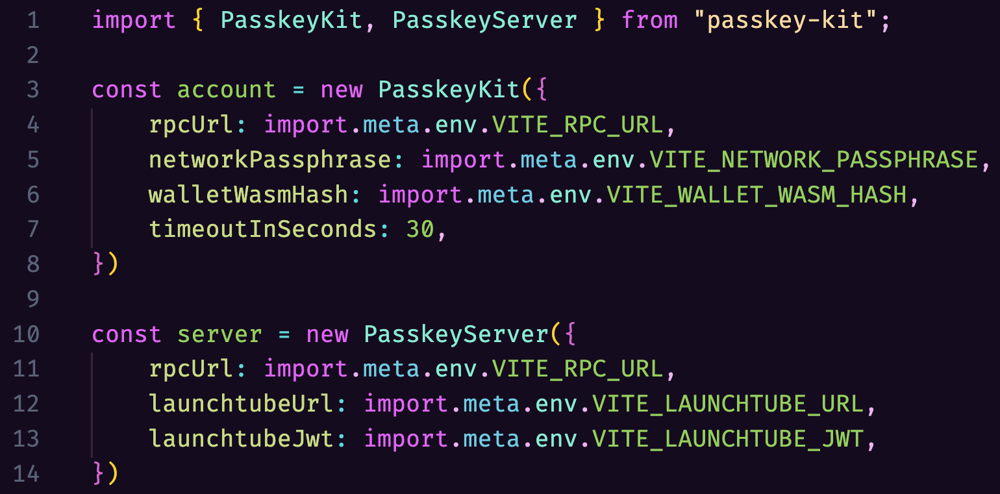 1 import { PasskeyKit, PasskeyServer } from "passkey-kit";
2
3 const account = new PasskeyKit({
4     rpcUrl: import.meta.env.VITE_RPC_URL,
5     networkPassphrase: import.meta.env.VITE_NETWORK_PASSPHRASE,
6     walletWasmHash: import.meta.env.VITE_WALLET_WASM_HASH,
7     timeoutInSeconds: 30,
8 })
9
10 const server = new PasskeyServer({
11     rpcUrl: import.meta.env.VITE_RPC_URL,
12     launchtubeUrl: import.meta.env.VITE_LAUNCHTUBE_URL,
13     launchtubeJwt: import.meta.env.VITE_LAUNCHTUBE_JWT,
14 })